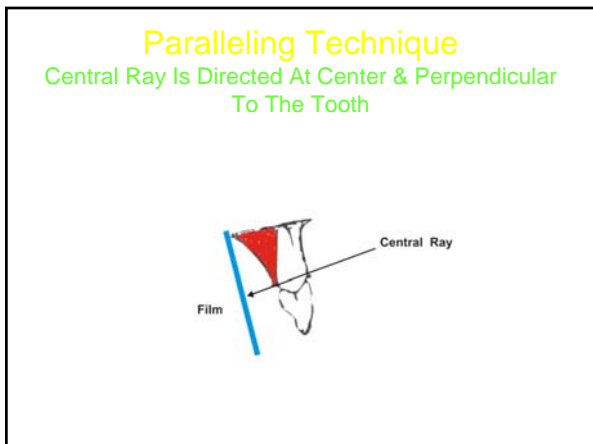 Paralleling Technique
Central Ray Is Directed At Center & Perpendicular
To The Tooth
Central Ray
Film